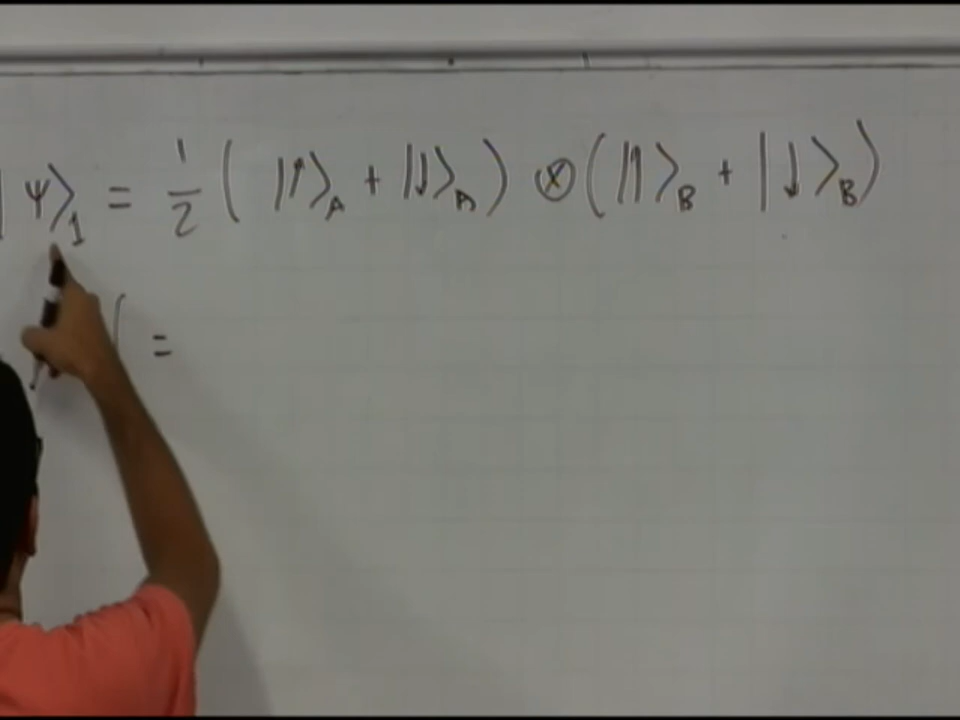 |ψ⟩₁ = 1/2 ( |↑⟩_A + |↓⟩_A ) ⊗ ( |↑⟩_B + |↓⟩_B )
=